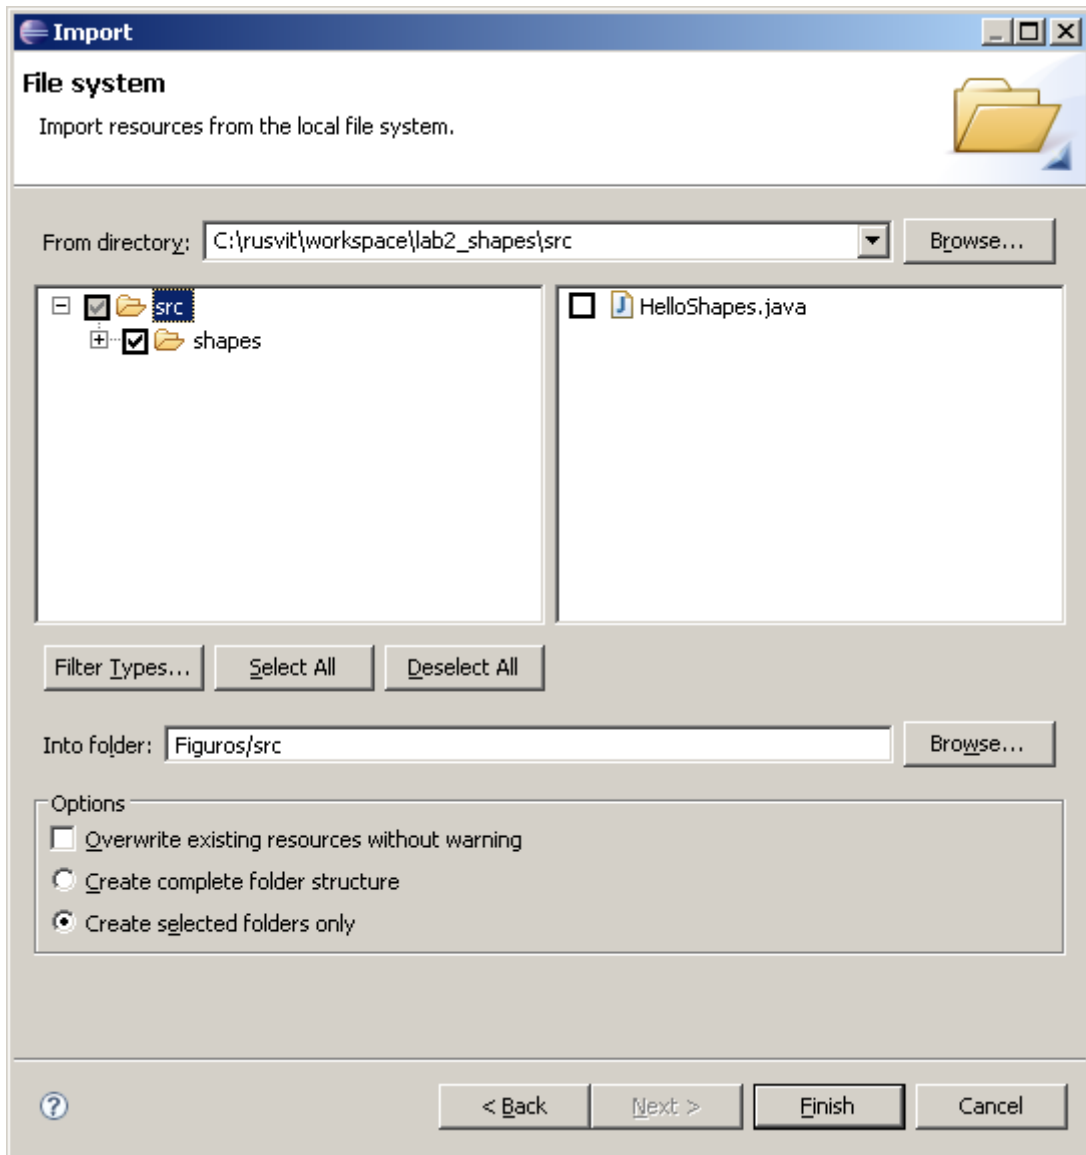 Import
File system
Import resources from the local file system.
From directory: C:\rusvit\workspace\lab2_shapes\src Browse...
src
shapes
HelloShapes.java
Filter Types... Select All Deselect All
Into folder: Figuros/src Browse...
Options
Overwrite existing resources without warning
Create complete folder structure
Create selected folders only
? < Back Next > Finish Cancel